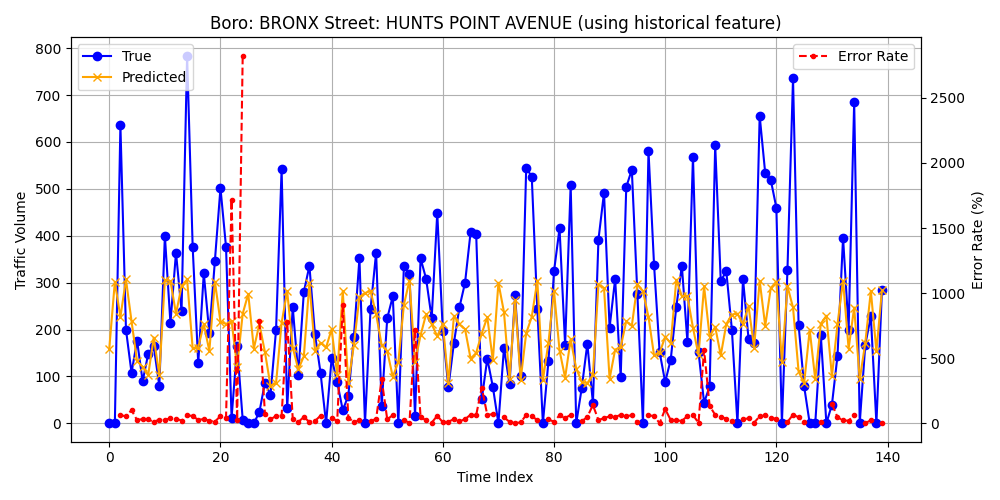 Boro: BRONX Street: HUNTS POINT AVENUE (using historical feature)
True
Predicted
Error Rate
800
700
600
500
400
300
200
100
0
Traffic Volume
2500
2000
1500
1000
500
0
Error Rate (%)
0 20 40 60 80 100 120 140
Time Index